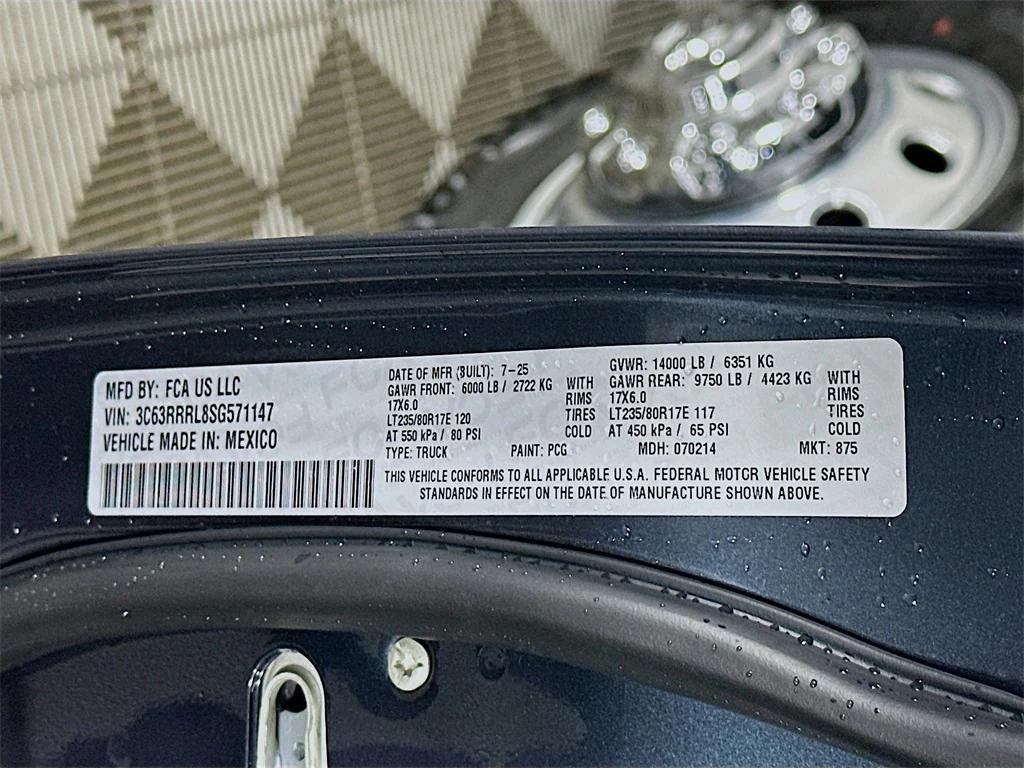 MFD BY: FCA US LLC
VIN: 3C63RRRL8SG571147
VEHICLE MADE IN: MEXICO
DATE OF MFR (BUILT): 7-25
GAWR FRONT: 6000 LB / 2722 KG WITH
17X6.0 RIMS
LT235/80R17E 120 TIRES
AT 550 kPa / 80 PSI COLD
GVWR: 14000 LB / 6351 KG
GAWR REAR: 9750 LB / 4423 KG WITH
17X6.0 RIMS
LT235/80R17E 117 TIRES
AT 450 kPa / 65 PSI COLD
TYPE: TRUCK PAINT: PCG MDH: 070214 MKT: 875
THIS VEHICLE CONFORMS TO ALL APPLICABLE U.S.A. FEDERAL MOTOR VEHICLE SAFETY
STANDARDS IN EFFECT ON THE DATE OF MANUFACTURE SHOWN ABOVE.